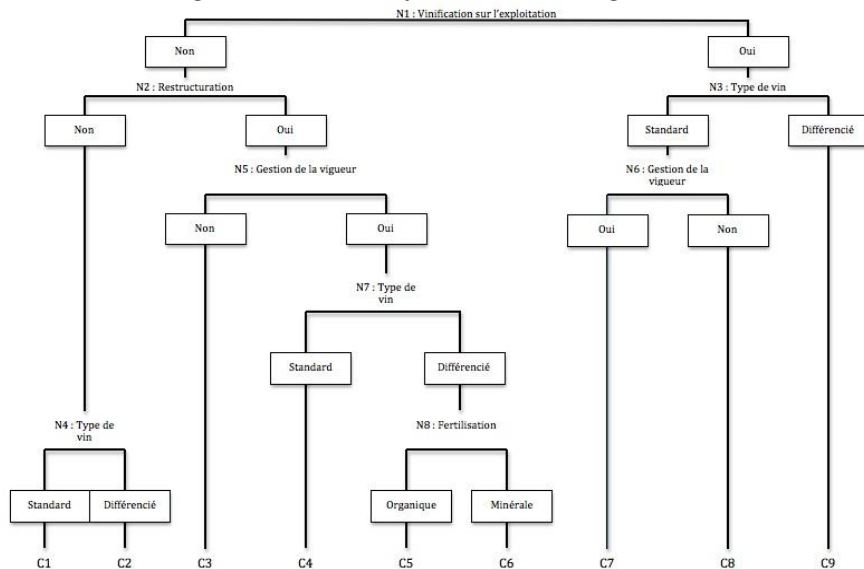 N1 : Vinification sur l'exploitation
Non
Oui
N2 : Restructuration
N3 : Type de vin
Non
Oui
Standard
Différencié
N5 : Gestion de la vigueur
N6 : Gestion de la
vigueur
Non
Oui
Oui
Non
N7 : Type de
vin
Standard
Différencié
N4 : Type de
vin
N8 : Fertilisation
Standard
Différencié
Organique
Minérale
C1
C2
C3
C4
C5
C6
C7
C8
C9